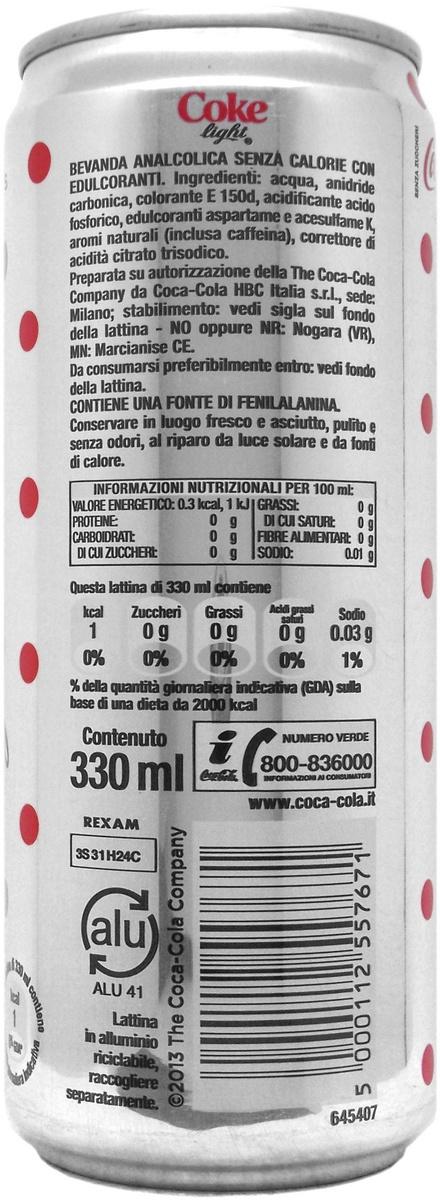 Coke
light®
SENZA ZUCCHERI
BEVANDA ANALCOLICA SENZA CALORIE CON
EDULCORANTI. Ingredienti: acqua, anidride
carbonica, colorante E 150d, acidificante acido
fosforico, edulcoranti aspartame e acesulfame K,
aromi naturali (inclusa caffeina), correttore di
acidità citrato trisodico.
Preparata su autorizzazione della The Coca-Cola
Company da Coca-Cola HBC Italia s.r.l., sede:
Milano; stabilimento: vedi sigla sul fondo
della lattina - NO oppure NR: Nogara (VR),
MN: Marcianise CE.
Da consumarsi preferibilmente entro: vedi fondo
della lattina.
CONTIENE UNA FONTE DI FENILALANINA.
Conservare in luogo fresco e asciutto, pulito e
senza odori, al riparo da luce solare e da fonti
di calore.
INFORMAZIONI NUTRIZIONALI PER 100 ml:
VALORE ENERGETICO: 0.3 kcal, 1 kJ GRASSI: 0 g
PROTEINE: 0 g DI CUI SATURI: 0 g
CARBOIDRATI: 0 g FIBRE ALIMENTARI: 0 g
DI CUI ZUCCHERI: 0 g SODIO: 0.01 g
Questa lattina di 330 ml contiene
kcal Zuccheri Grassi Acidi grassi saturi Sodio
1 0 g 0 g 0 g 0.03 g
0% 0% 0% 0% 1%
% della quantità giornaliera indicativa (GDA) sulla
base di una dieta da 2000 kcal
Contenuto
330 ml
i
Coca-Cola
NUMERO VERDE
800-836000
INFORMAZIONI AI CONSUMATORI
www.coca-cola.it
REXAM
3S31H24C
alu
ALU 41
Lattina
in alluminio
riciclabile,
raccogliere
separatamente.
©2013 The Coca-Cola Company
5 000112 557671
645407
330 ml contiene
kcal
1
indicativa